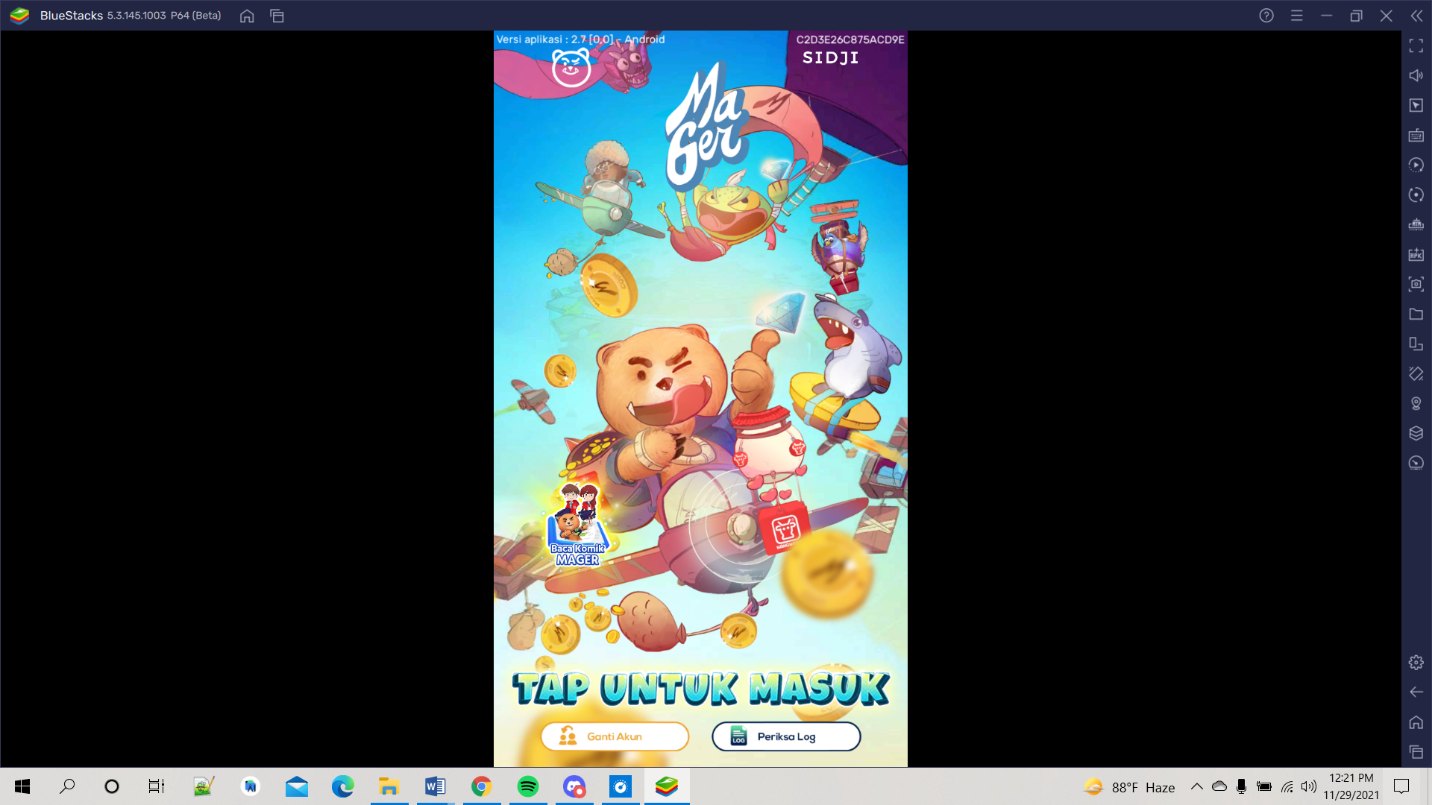 BlueStacks 5.3.145.1003 P64 (Beta)
Versi aplikasi : 2.7 [0,0] - Android
C2D3E26C875ACD9E
SIDJI
Ma
Ger
Baca Komik
MAGER
TAP UNTUK MASUK
Ganti Akun
LOG
Periksa Log
88°F Haze
12:21 PM
11/29/2021